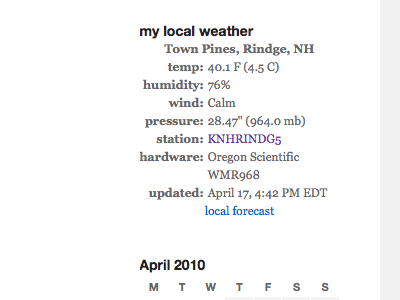 my local weather
Town Pines, Rindge, NH
temp: 40.1 F (4.5 C)
humidity: 76%
wind: Calm
pressure: 28.47" (964.0 mb)
station: KNHRINDG5
hardware: Oregon Scientific
WMR968
updated: April 17, 4:42 PM EDT
local forecast
April 2010
M T W T F S S